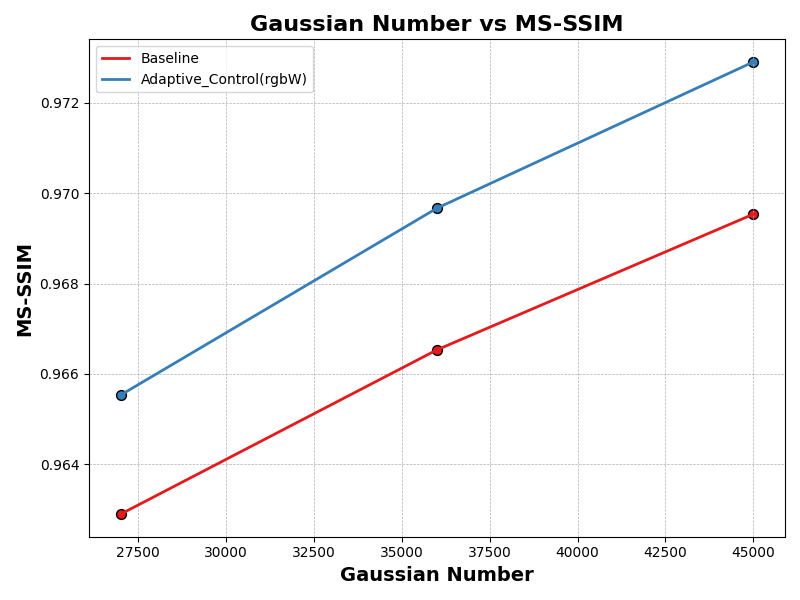 Gaussian Number vs MS-SSIM
Baseline
Adaptive_Control(rgbW)
MS-SSIM
0.972
0.970
0.968
0.966
0.964
27500 30000 32500 35000 37500 40000 42500 45000
Gaussian Number